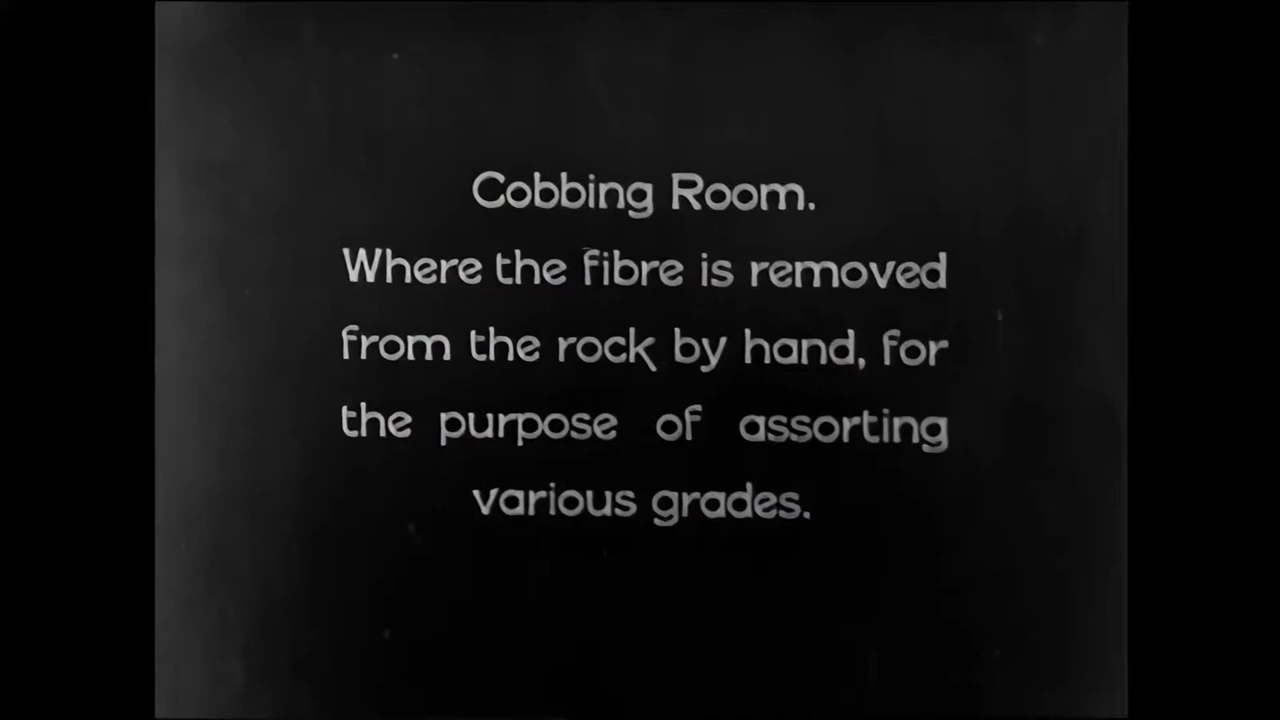 Cobbing Room.
Where the fibre is removed
from the rock by hand, for
the purpose of assorting
various grades.